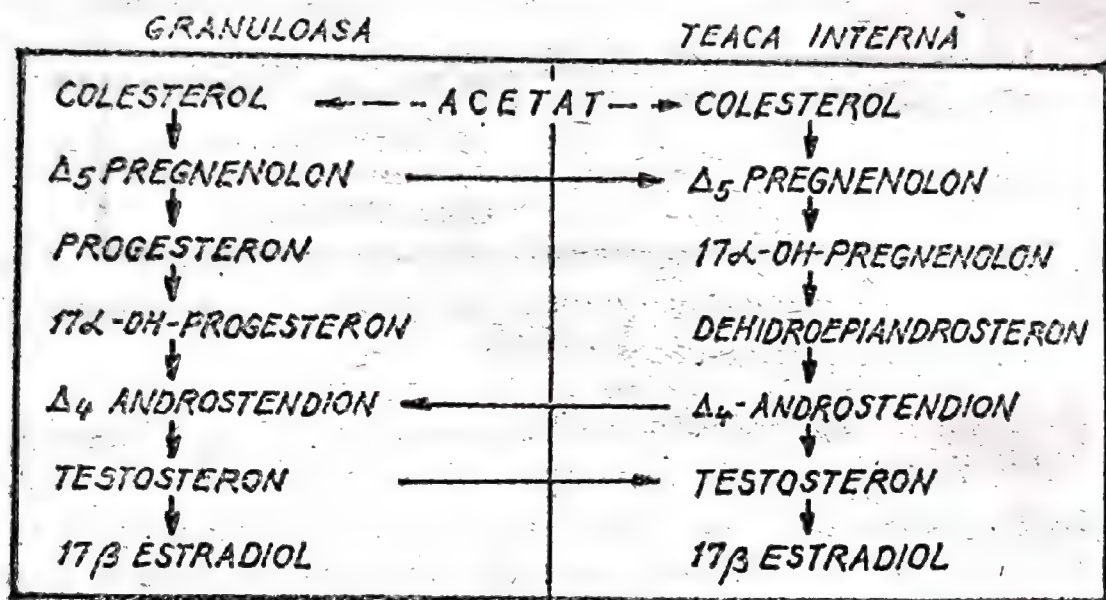 GRANULOASA TEACA INTERNĂ
COLESTEROL ACETAT COLESTEROL
Δ5 PREGNENOLON Δ5 PREGNENOLON
PROGESTERON 17α-OH-PREGNENOLON
17α-OH-PROGESTERON DEHIDROEPIANDROSTERON
Δ4 ANDROSTENDION Δ4-ANDROSTENDION
TESTOSTERON TESTOSTERON
17β ESTRADIOL 17β ESTRADIOL